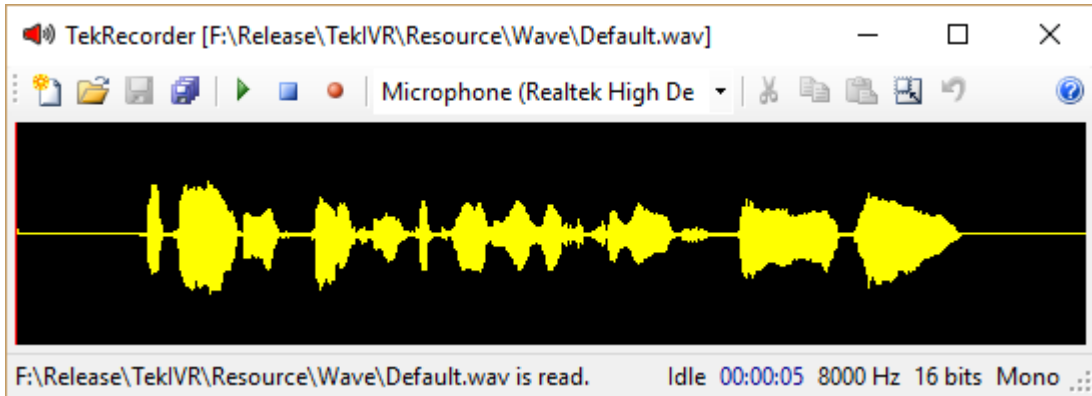 TekRecorder [F:\Release\TekIVR\Resource\Wave\Default.wav]
Microphone (Realtek High De
F:\Release\TekIVR\Resource\Wave\Default.wav is read. Idle 00:00:05 8000 Hz 16 bits Mono